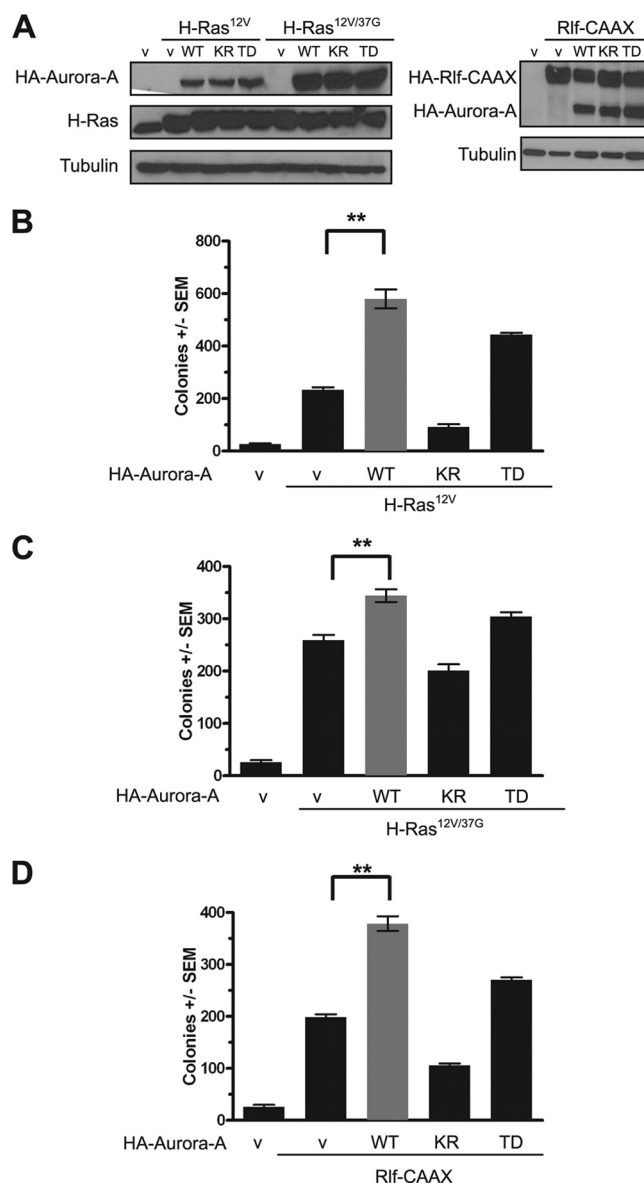 A
H-Ras12V H-Ras12V/37G
v v WT KR TD v WT KR TD
HA-Aurora-A
H-Ras
Tubulin
Rlf-CAAX
v v WT KR TD
HA-Rlf-CAAX
HA-Aurora-A
Tubulin
B
**
Colonies +/- SEM
800
600
400
200
0
HA-Aurora-A v v WT KR TD
H-Ras12V
C
**
Colonies +/- SEM
400
300
200
100
0
HA-Aurora-A v v WT KR TD
H-Ras12V/37G
D
**
Colonies +/- SEM
400
300
200
100
0
HA-Aurora-A v v WT KR TD
Rlf-CAAX